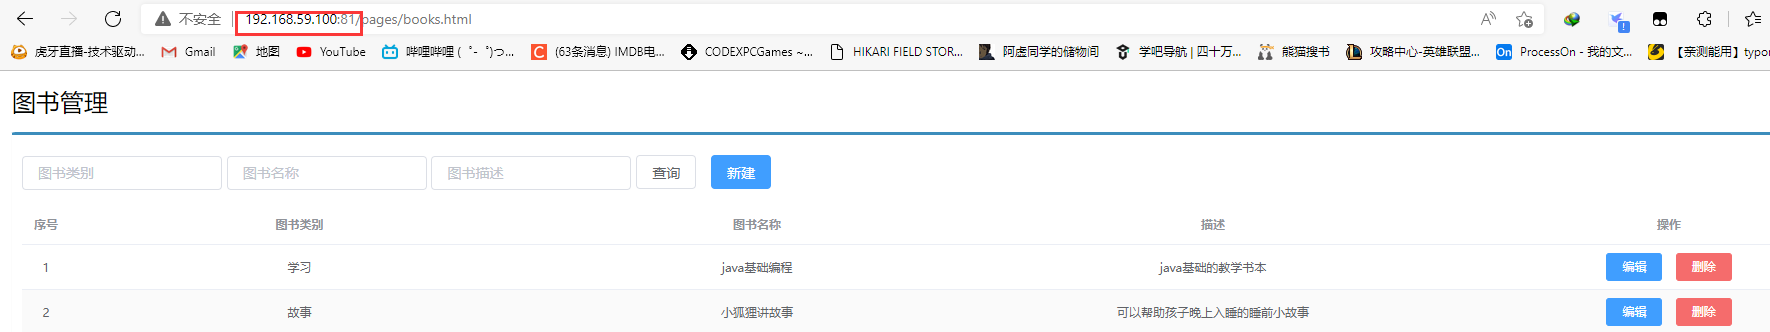 不安全 192.168.59.100:81/pages/books.html
虎牙直播-技术驱动... Gmail 地图 YouTube 哔哩哔哩 (゜-゜)つ... (63条消息) IMDB电... CODEXPCGames ~... HIKARI FIELD STOR... 阿虚同学的储物间 学吧导航 | 四十万... 熊猫搜书 攻略中心-英雄联盟... ProcessOn - 我的文... 【亲测能用】typor
图书管理
图书类别 图书名称 图书描述 查询 新建
序号 图书类别 图书名称 描述 操作
1 学习 java基础编程 java基础的教学书本 编辑 删除
2 故事 小狐狸讲故事 可以帮助孩子晚上入睡的睡前小故事 编辑 删除